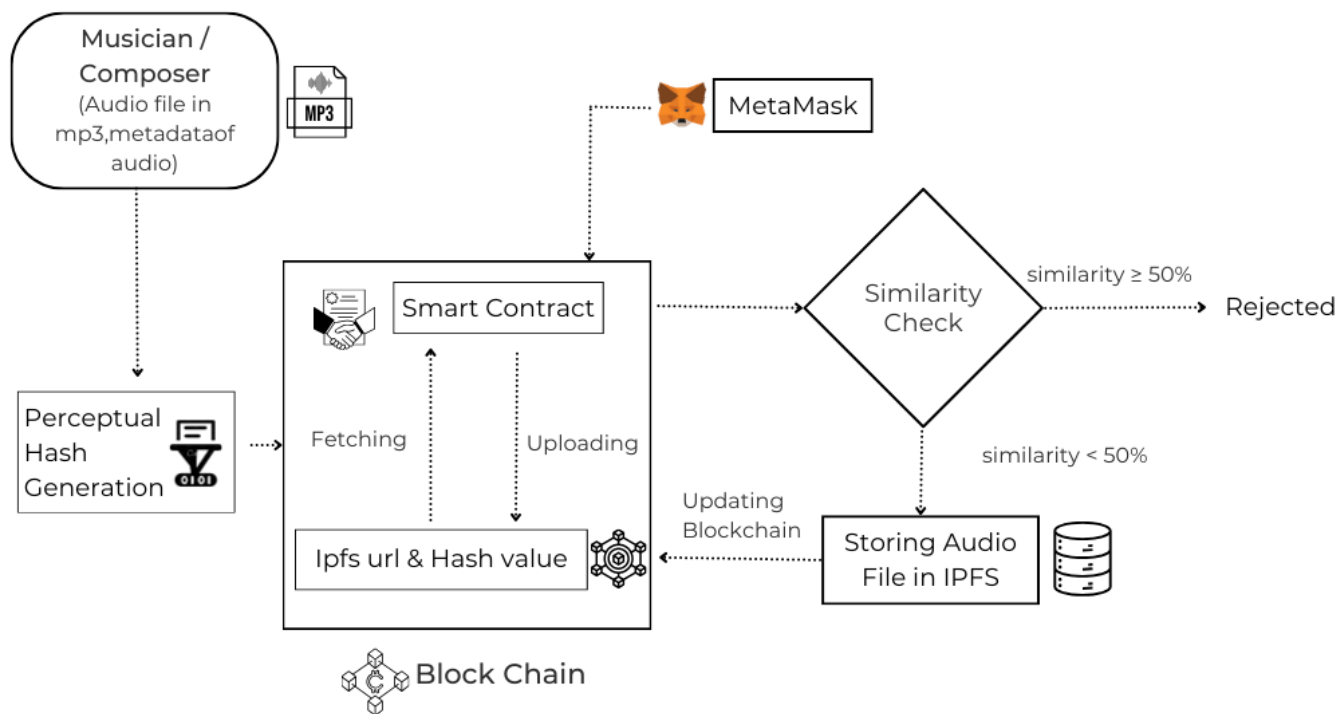 Musician /
Composer
(Audio file in
mp3,metadataof
audio)
MP3
MetaMask
Smart Contract
Similarity
Check
similarity ≥ 50%
Rejected
Perceptual
Hash
Generation
0101
Fetching
Uploading
similarity < 50%
Updating
Blockchain
Ipfs url & Hash value
Storing Audio
File in IPFS
Block Chain